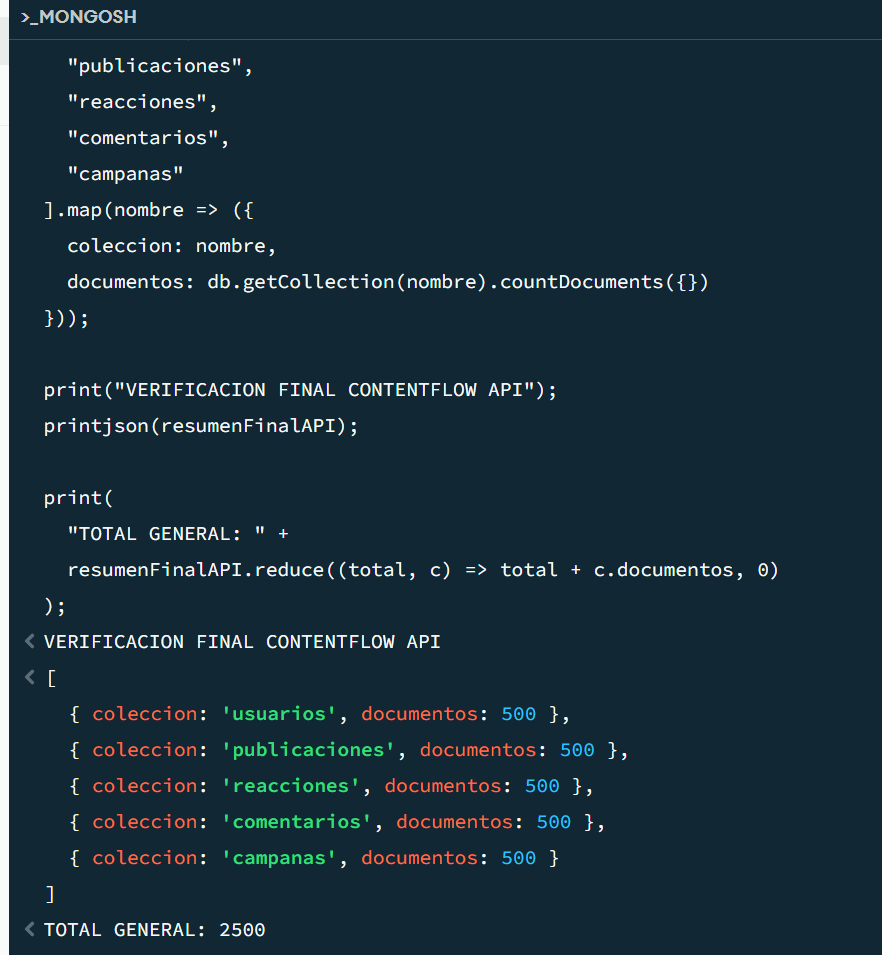 >_MONGOSH
"publicaciones",
"reacciones",
"comentarios",
"campanas"
].map(nombre => ({
coleccion: nombre,
documentos: db.getCollection(nombre).countDocuments({})
}));
print("VERIFICACION FINAL CONTENTFLOW API");
printjson(resumenFinalAPI);
print(
"TOTAL GENERAL: " +
resumenFinalAPI.reduce((total, c) => total + c.documentos, 0)
);
< VERIFICACION FINAL CONTENTFLOW API
< [
{ coleccion: 'usuarios', documentos: 500 },
{ coleccion: 'publicaciones', documentos: 500 },
{ coleccion: 'reacciones', documentos: 500 },
{ coleccion: 'comentarios', documentos: 500 },
{ coleccion: 'campanas', documentos: 500 }
]
< TOTAL GENERAL: 2500